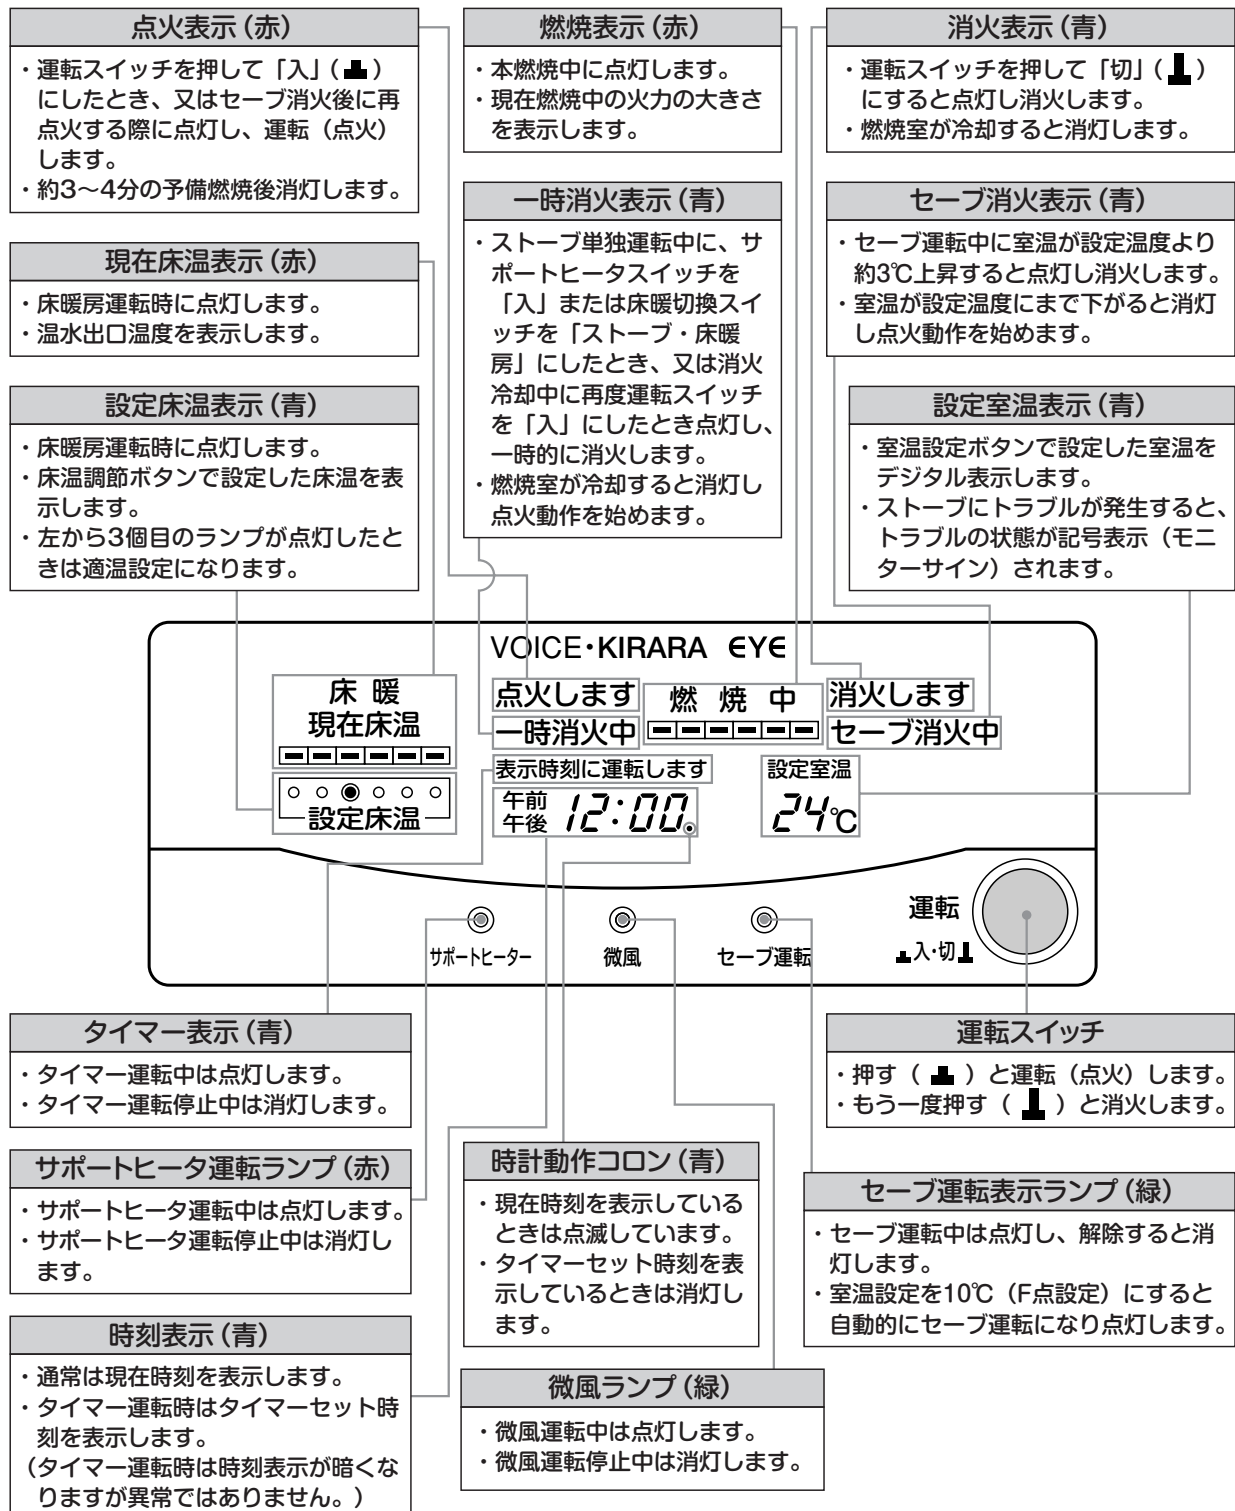 点火表示(赤)
・運転スイッチを押して「入」( )
にしたとき、又はセーブ消火後に再
点火する際に点灯し、運転(点火)
します。
・約3〜4分の予備燃焼後消灯します。
燃焼表示(赤)
・本燃焼中に点灯します。
・現在燃焼中の火力の大きさ
を表示します。
消火表示(青)
・運転スイッチを押して「切」( )
にすると点灯し消火します。
・燃焼室が冷却すると消灯します。
現在床温表示(赤)
・床暖房運転時に点灯します。
・温水出口温度を表示します。
一時消火表示(青)
・ストーブ単独運転中に、サ
ポートヒータスイッチを
「入」または床暖切換スイ
ッチを「ストーブ・床暖
房」にしたとき、又は消火
冷却中に再度運転スイッチ
を「入」にしたとき点灯し、
一時的に消火します。
・燃焼室が冷却すると消灯し
点火動作を始めます。
セーブ消火表示(青)
・セーブ運転中に室温が設定温度より
約3℃上昇すると点灯し消火します。
・室温が設定温度にまで下がると消灯
し点火動作を始めます。
設定床温表示(青)
・床暖房運転時に点灯します。
・床温調節ボタンで設定した床温を表
示します。
・左から3個目のランプが点灯したと
きは適温設定になります。
設定室温表示(青)
・室温設定ボタンで設定した室温を
デジタル表示します。
・ストーブにトラブルが発生すると、
トラブルの状態が記号表示(モニ
ターサイン)されます。
VOICE・KIRARA EYE
床暖
現在床温
設定床温
点火します
一時消火中
燃焼中
消火します
セーブ消火中
表示時刻に運転します
午前
午後
12:00
設定室温
24℃
サポートヒーター
微風
セーブ運転
運転
入・切
タイマー表示(青)
・タイマー運転中は点灯します。
・タイマー運転停止中は消灯します。
運転スイッチ
・押す( )と運転(点火)します。
・もう一度押す( )と消火します。
サポートヒータ運転ランプ(赤)
・サポートヒータ運転中は点灯します。
・サポートヒータ運転停止中は消灯し
ます。
時計動作コロン(青)
・現在時刻を表示している
ときは点滅しています。
・タイマーセット時刻を表
示しているときは消灯し
ます。
セーブ運転表示ランプ(緑)
・セーブ運転中は点灯し、解除すると消
灯します。
・室温設定を10℃(F点設定)にすると
自動的にセーブ運転になり点灯します。
時刻表示(青)
・通常は現在時刻を表示します。
・タイマー運転時はタイマーセット時
刻を表示します。
(タイマー運転時は時刻表示が暗くな
りますが異常ではありません。)
微風ランプ(緑)
・微風運転中は点灯します。
・微風運転停止中は消灯します。